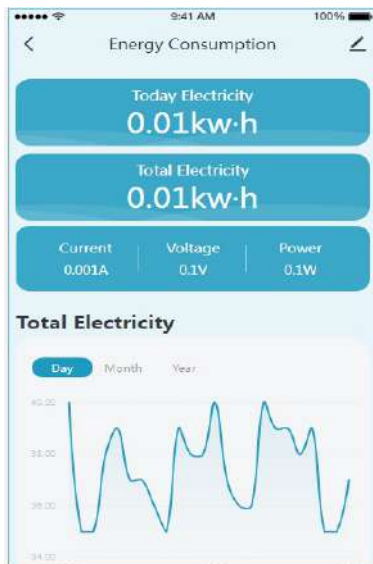 9:41 AM 100%
Energy Consumption
Today Electricity
0.01kw·h
Total Electricity
0.01kw·h
Current Voltage Power
0.001A 0.1V 0.1W
Total Electricity
Day Month Year
40.00
38.00
36.00
34.00